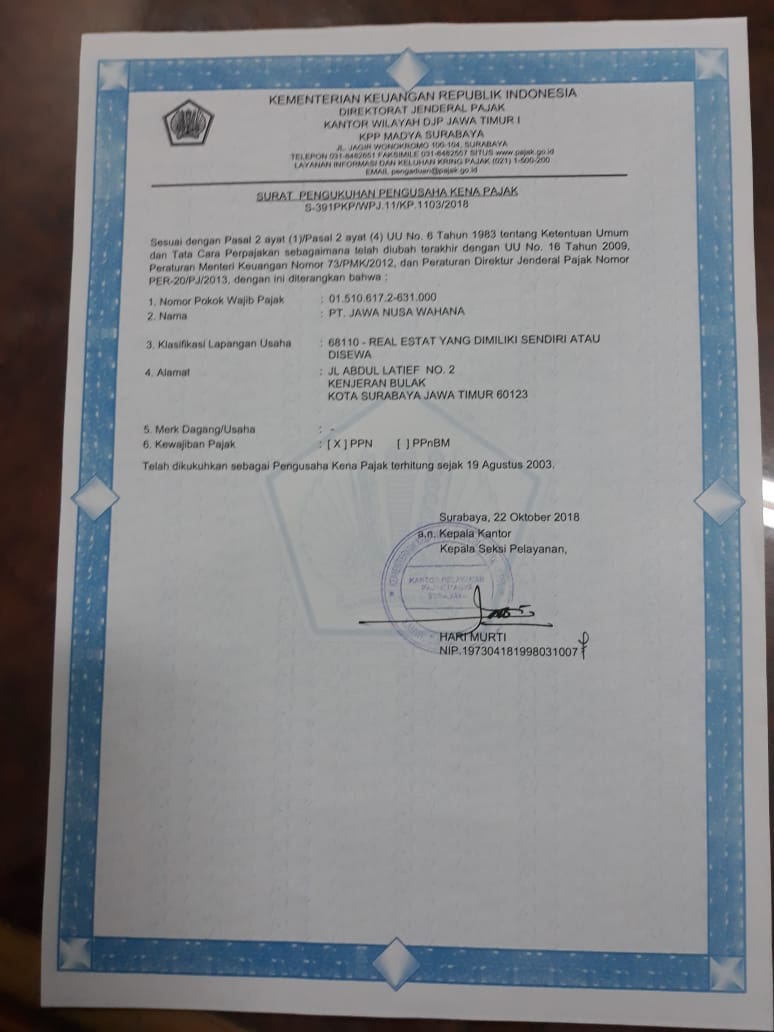 KEMENTERIAN KEUANGAN REPUBLIK INDONESIA
DIREKTORAT JENDERAL PAJAK
KANTOR WILAYAH DJP JAWA TIMUR I
KPP MADYA SURABAYA
JL. JAGIR WONOKROMO 100-104, SURABAYA
TELEPON 031-8482651 FAKSIMILE 031-8482557 SITUS www.pajak.go.id
LAYANAN INFORMASI DAN KELUHAN KRING PAJAK (021) 1-500-200
EMAIL pengaduan@pajak.go.id
SURAT PENGUKUHAN PENGUSAHA KENA PAJAK
S-391PKP/WPJ.11/KP.1103/2018
Sesuai dengan Pasal 2 ayat (1)/Pasal 2 ayat (4) UU No. 6 Tahun 1983 tentang Ketentuan Umum
dan Tata Cara Perpajakan sebagaimana telah diubah terakhir dengan UU No. 16 Tahun 2009,
Peraturan Menteri Keuangan Nomor 73/PMK/2012, dan Peraturan Direktur Jenderal Pajak Nomor
PER-20/PJ/2013, dengan ini diterangkan bahwa :
1. Nomor Pokok Wajib Pajak : 01.510.617.2-631.000
2. Nama : PT. JAWA NUSA WAHANA
3. Klasifikasi Lapangan Usaha : 68110 - REAL ESTAT YANG DIMILIKI SENDIRI ATAU
DISEWA
4. Alamat : JL ABDUL LATIEF NO. 2
KENJERAN BULAK
KOTA SURABAYA JAWA TIMUR 60123
5. Merk Dagang/Usaha : -
6. Kewajiban Pajak : [ X ] PPN [ ] PPnBM
Telah dikukuhkan sebagai Pengusaha Kena Pajak terhitung sejak 19 Agustus 2003.
Surabaya, 22 Oktober 2018
a.n. Kepala Kantor
Kepala Seksi Pelayanan,
KANTOR PELAYANAN
PAJAK MADYA
SURABAYA
HARI MURTI
NIP.197304181998031007